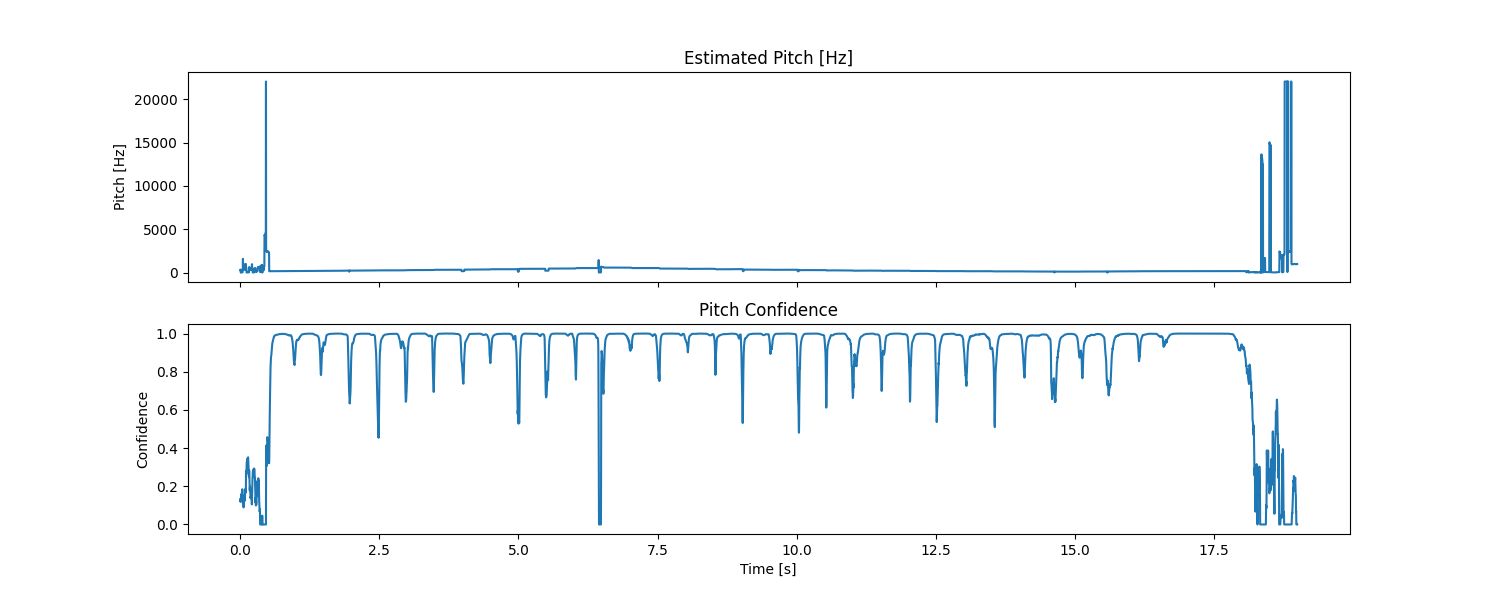 Estimated Pitch [Hz]
Pitch [Hz]
20000
15000
10000
5000
0
Pitch Confidence
Confidence
1.0
0.8
0.6
0.4
0.2
0.0
0.0 2.5 5.0 7.5 10.0 12.5 15.0 17.5
Time [s]